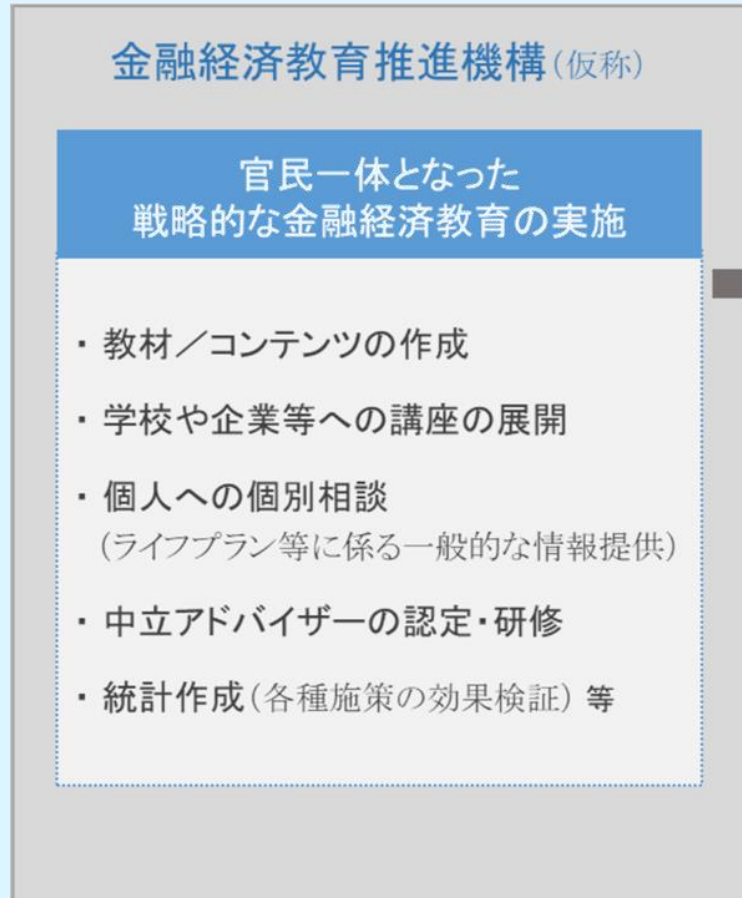 金融経済教育推進機構(仮称)
官民一体となった
戦略的な金融経済教育の実施
・教材／コンテンツの作成
・学校や企業等への講座の展開
・個人への個別相談
（ライフプラン等に係る一般的な情報提供）
・中立アドバイザーの認定・研修
・統計作成（各種施策の効果検証）等